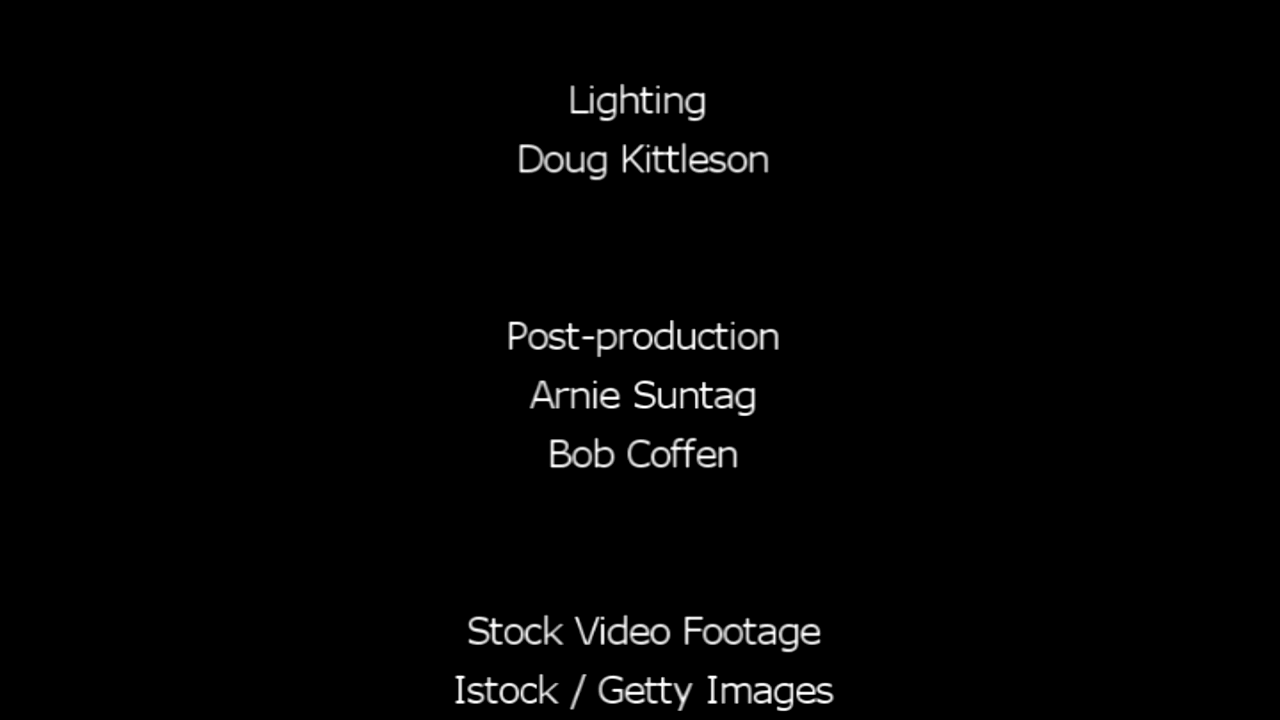 Lighting
Doug Kittleson
Post-production
Arnie Suntag
Bob Coffen
Stock Video Footage
Istock / Getty Images